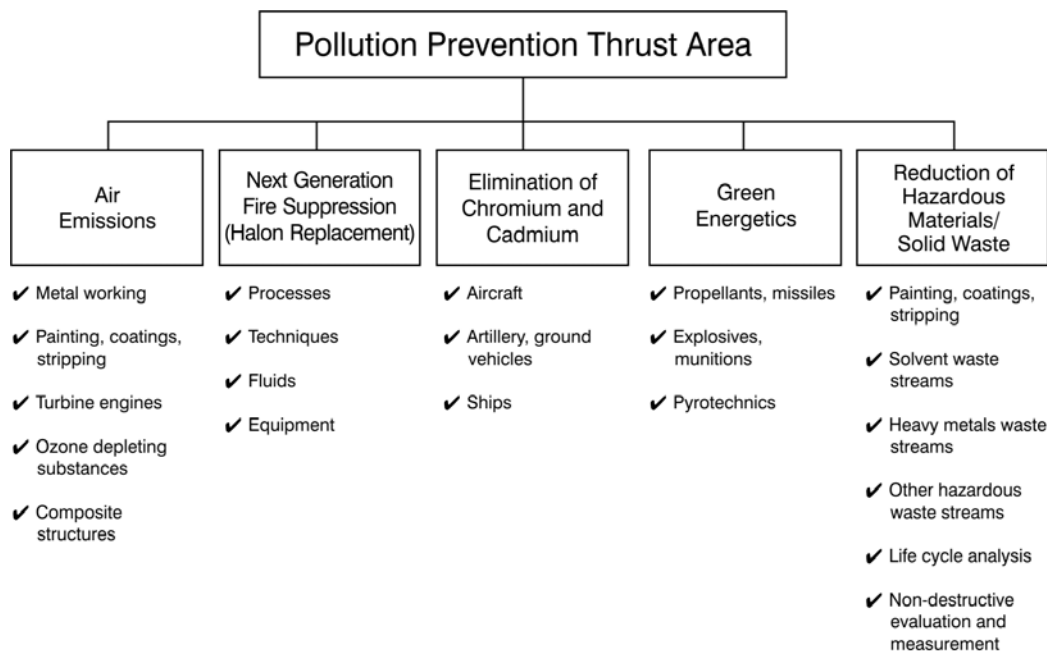 Pollution Prevention Thrust Area
Air
Emissions
✔ Metal working
✔ Painting, coatings,
stripping
✔ Turbine engines
✔ Ozone depleting
substances
✔ Composite
structures
Next Generation
Fire Suppression
(Halon Replacement)
✔ Processes
✔ Techniques
✔ Fluids
✔ Equipment
Elimination of
Chromium and
Cadmium
✔ Aircraft
✔ Artillery, ground
vehicles
✔ Ships
Green
Energetics
✔ Propellants, missiles
✔ Explosives,
munitions
✔ Pyrotechnics
Reduction of
Hazardous
Materials/
Solid Waste
✔ Painting, coatings,
stripping
✔ Solvent waste
streams
✔ Heavy metals waste
streams
✔ Other hazardous
waste streams
✔ Life cycle analysis
✔ Non-destructive
evaluation and
measurement